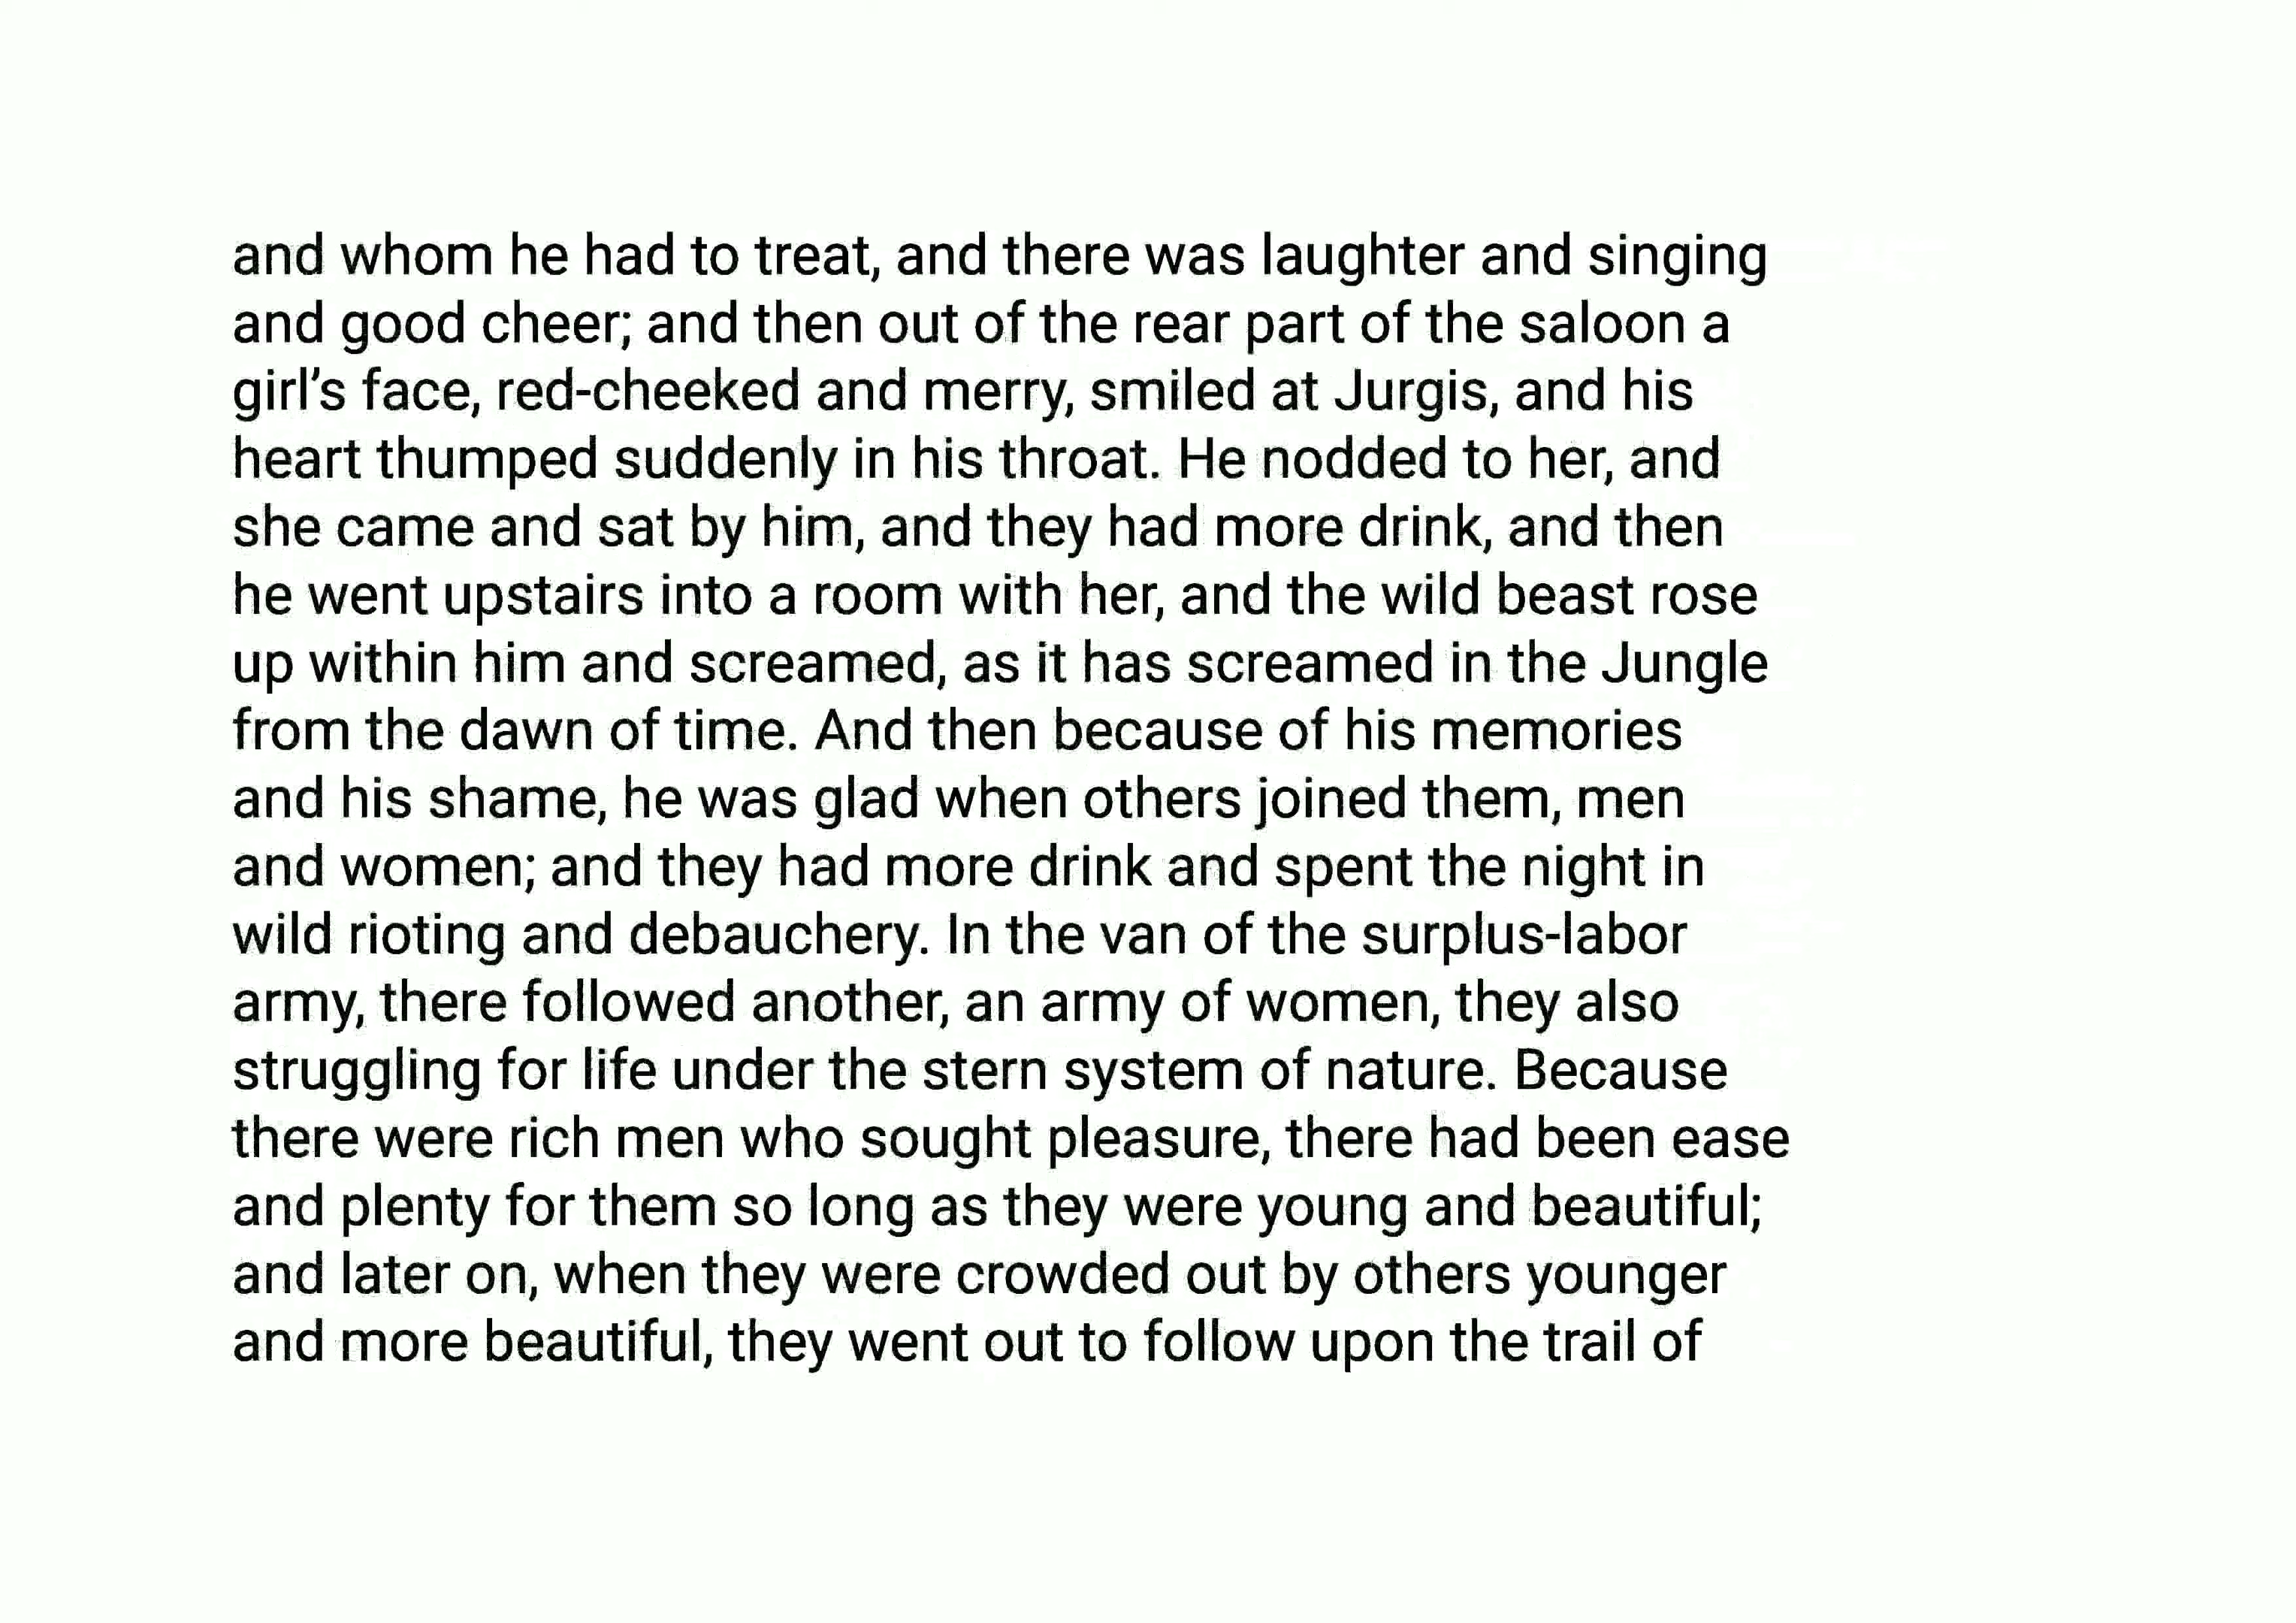 and whom he had to treat, and there was laughter and singing
and good cheer; and then out of the rear part of the saloon a
girl’s face, red-cheeked and merry, smiled at Jurgis, and his
heart thumped suddenly in his throat. He nodded to her, and
she came and sat by him, and they had more drink, and then
he went upstairs into a room with her, and the wild beast rose
up within him and screamed, as it has screamed in the Jungle
from the dawn of time. And then because of his memories
and his shame, he was glad when others joined them, men
and women; and they had more drink and spent the night in
wild rioting and debauchery. In the van of the surplus-labor
army, there followed another, an army of women, they also
struggling for life under the stern system of nature. Because
there were rich men who sought pleasure, there had been ease
and plenty for them so long as they were young and beautiful;
and later on, when they were crowded out by others younger
and more beautiful, they went out to follow upon the trail of